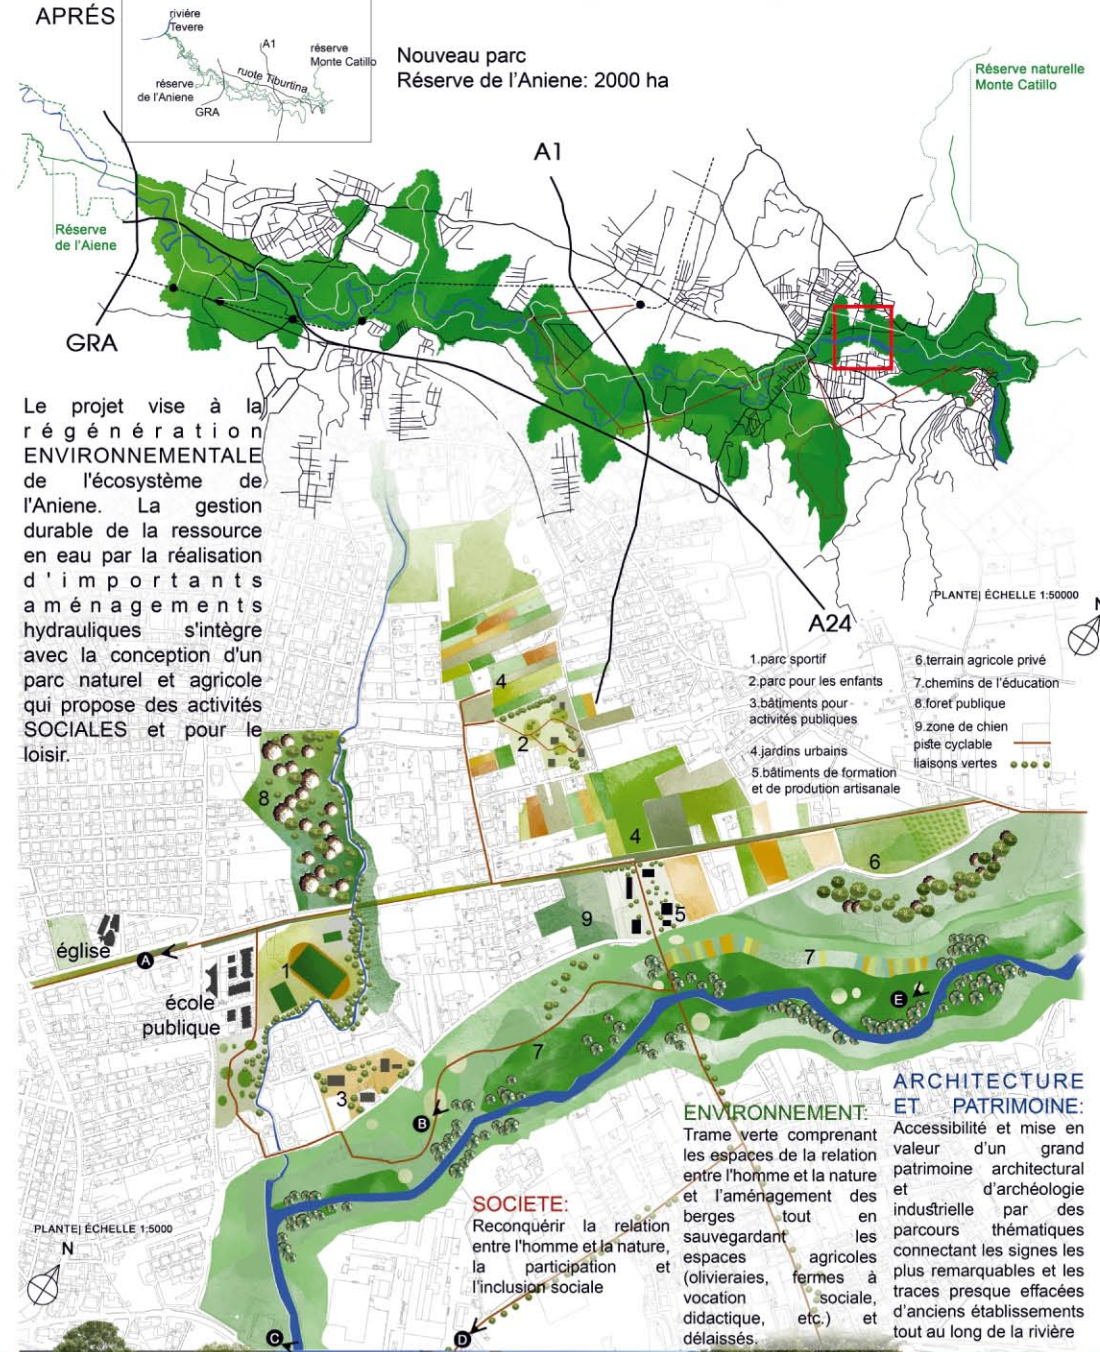 APRÉS
rivière
Tevere
A1
réserve
Monte Catillo
ruote Tiburtina
réserve
de l'Aniene
GRA
Nouveau parc
Réserve de l'Aniene: 2000 ha
Réserve naturelle
Monte Catillo
A1
Réserve
de l'Aiene
GRA
A24
PLANTE| ÉCHELLE 1:50000
N
Le projet vise à la
régénération
ENVIRONNEMENTALE
de l'écosystème de
l'Aniene. La gestion
durable de la ressource
en eau par la réalisation
d'importants
aménagements
hydrauliques s'intègre
avec la conception d'un
parc naturel et agricole
qui propose des activités
SOCIALES et pour le
loisir.
1.parc sportif
2.parc pour les enfants
3.bâtiments pour
activités publiques
4.jardins urbains
5.bâtiments de formation
et de prodution artisanale
6.terrain agricole privé
7.chemins de l'éducation
8.foret publique
9.zone de chien
piste cyclable
liaisons vertes
4
2
8
4
6
9
5
7
église
A
1
école
publique
E
7
3
B
PLANTE| ÉCHELLE 1:5000
N
C
D
SOCIETE:
Reconquérir la relation
entre l'homme et la nature,
la participation et
l'inclusion sociale
ENVIRONNEMENT:
Trame verte comprenant
les espaces de la relation
entre l'homme et la nature
et l'aménagement des
berges tout en
sauvegardant les
espaces agricoles
(olivieraies, fermes à
vocation sociale,
didactique, etc.) et
délaissés.
ARCHITECTURE
ET PATRIMOINE:
Accessibilité et mise en
valeur d'un grand
patrimoine architectural
et d'archéologie
industrielle par des
parcours thématiques
connectant les signes les
plus remarquables et les
traces presque effacées
d'anciens établissements
tout au long de la rivière